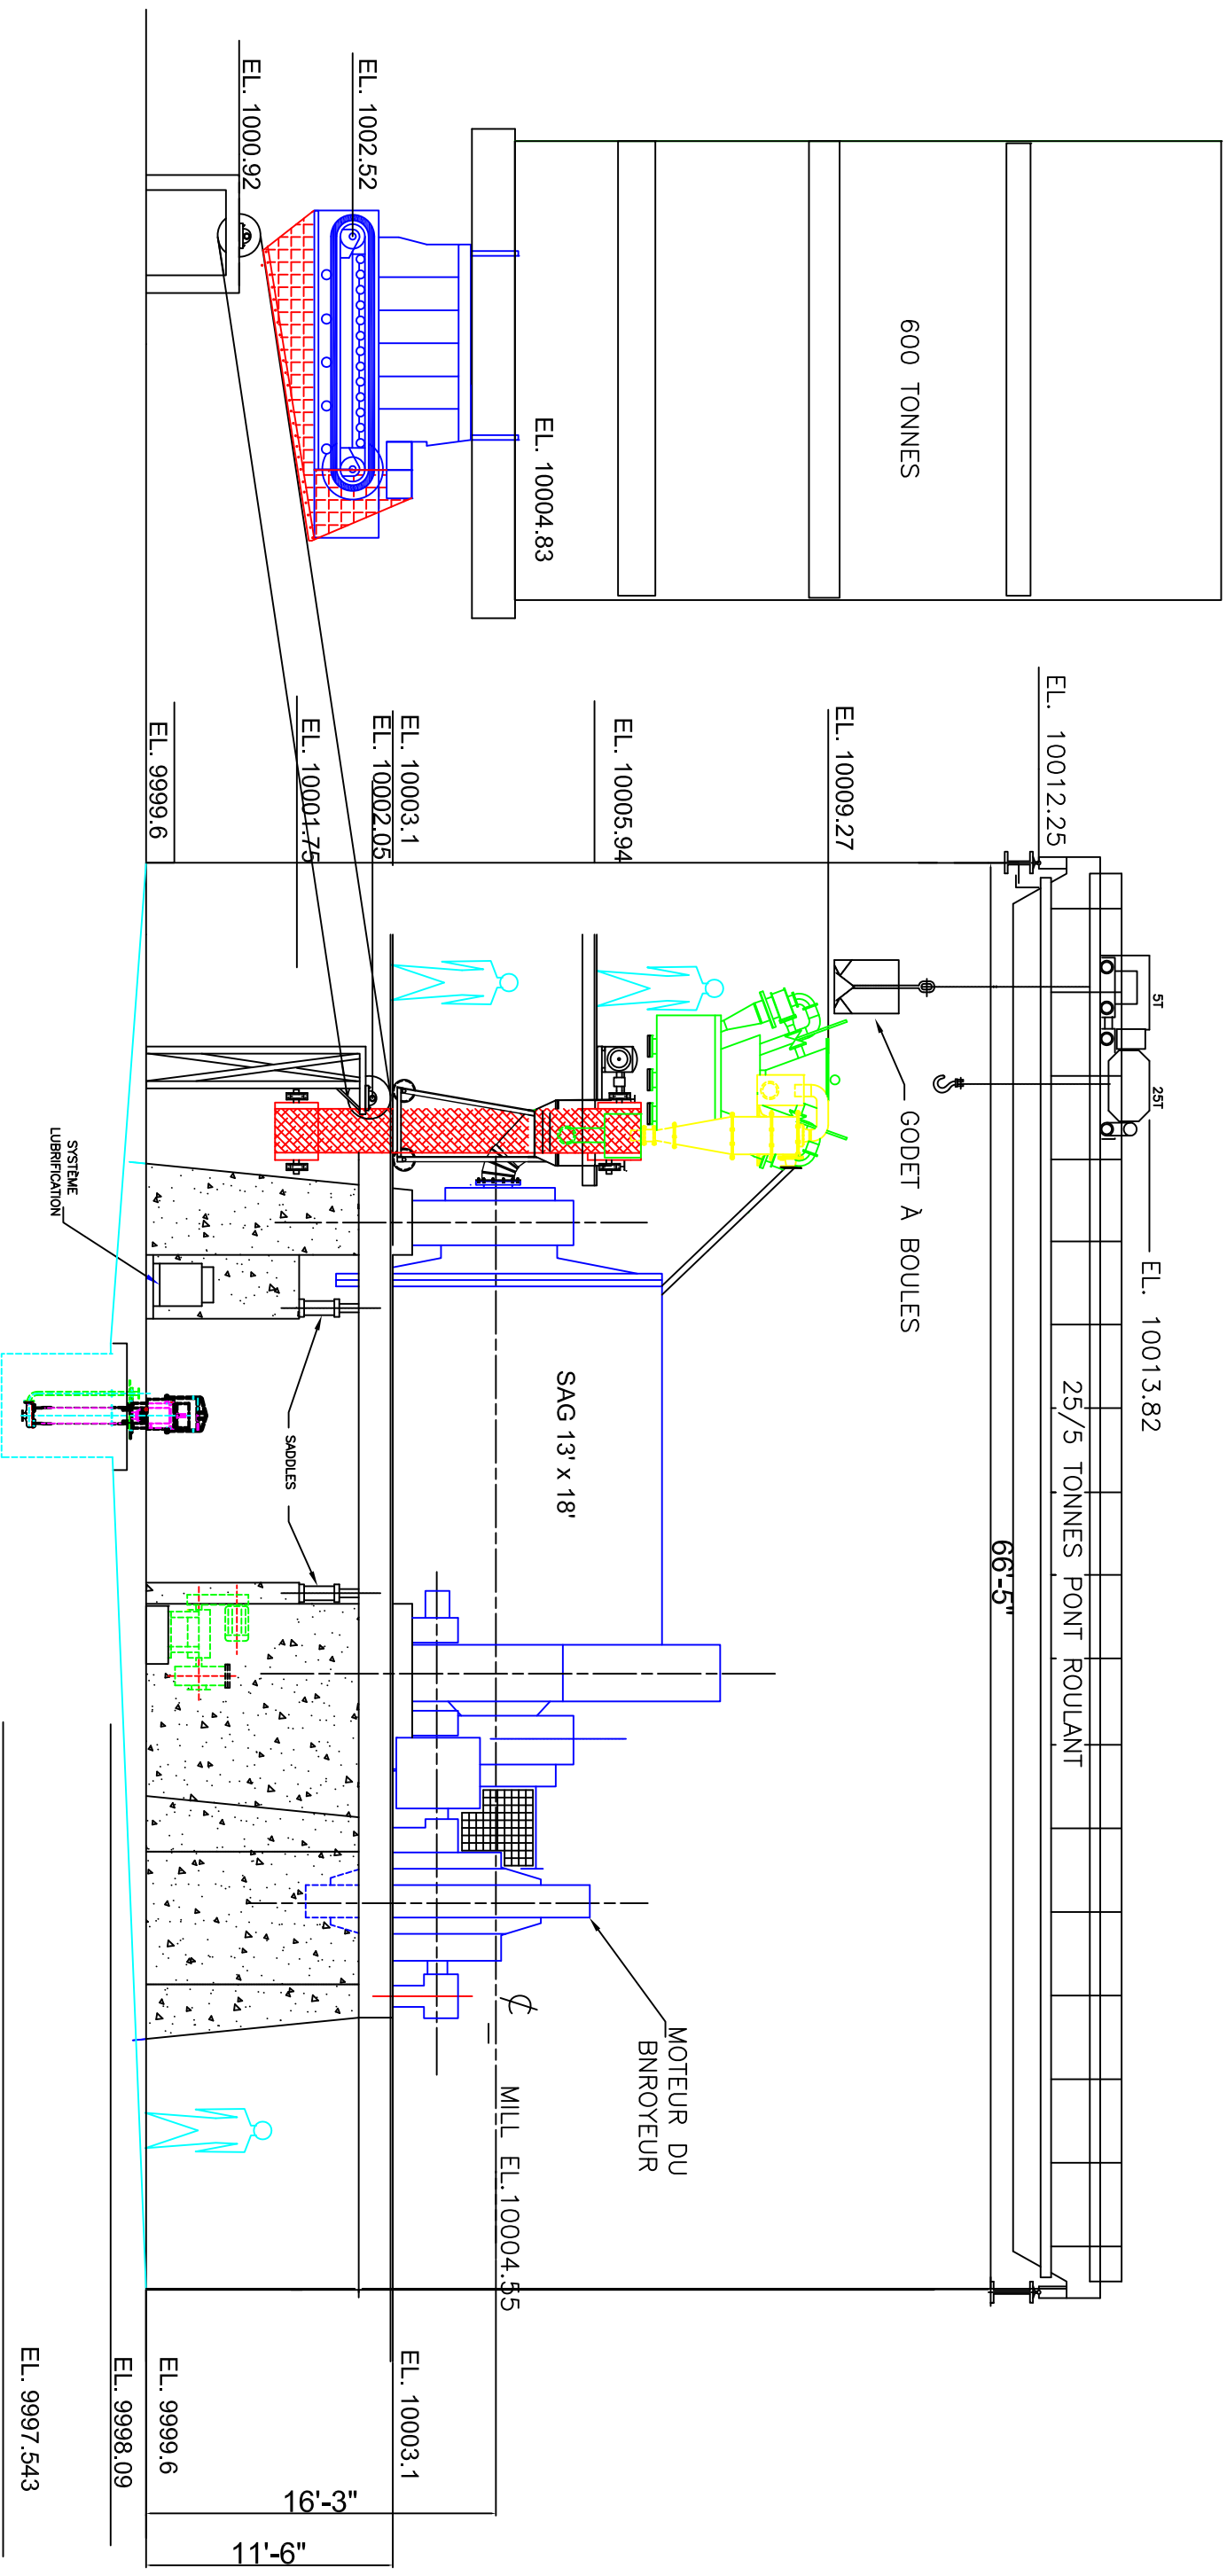 5T
25T
EL. 10013.82
25/5 TONNES PONT ROULANT
EL. 10012.25
66'-5"
600 TONNES
GODET À BOULES
EL. 10009.27
EL. 10005.94
EL. 10004.83
SAG 13' x 18'
MOTEUR DU
BNROYEUR
MILL EL.10004.55
EL. 10003.1
EL. 10002.05
EL. 10003.1
EL. 1002.52
EL. 10001.75
EL. 1000.92
SADDLES
16'-3"
11'-6"
EL. 9999.6
EL. 9999.6
SYSTÈME
LUBRIFICATION
EL. 9998.09
EL. 9997.543